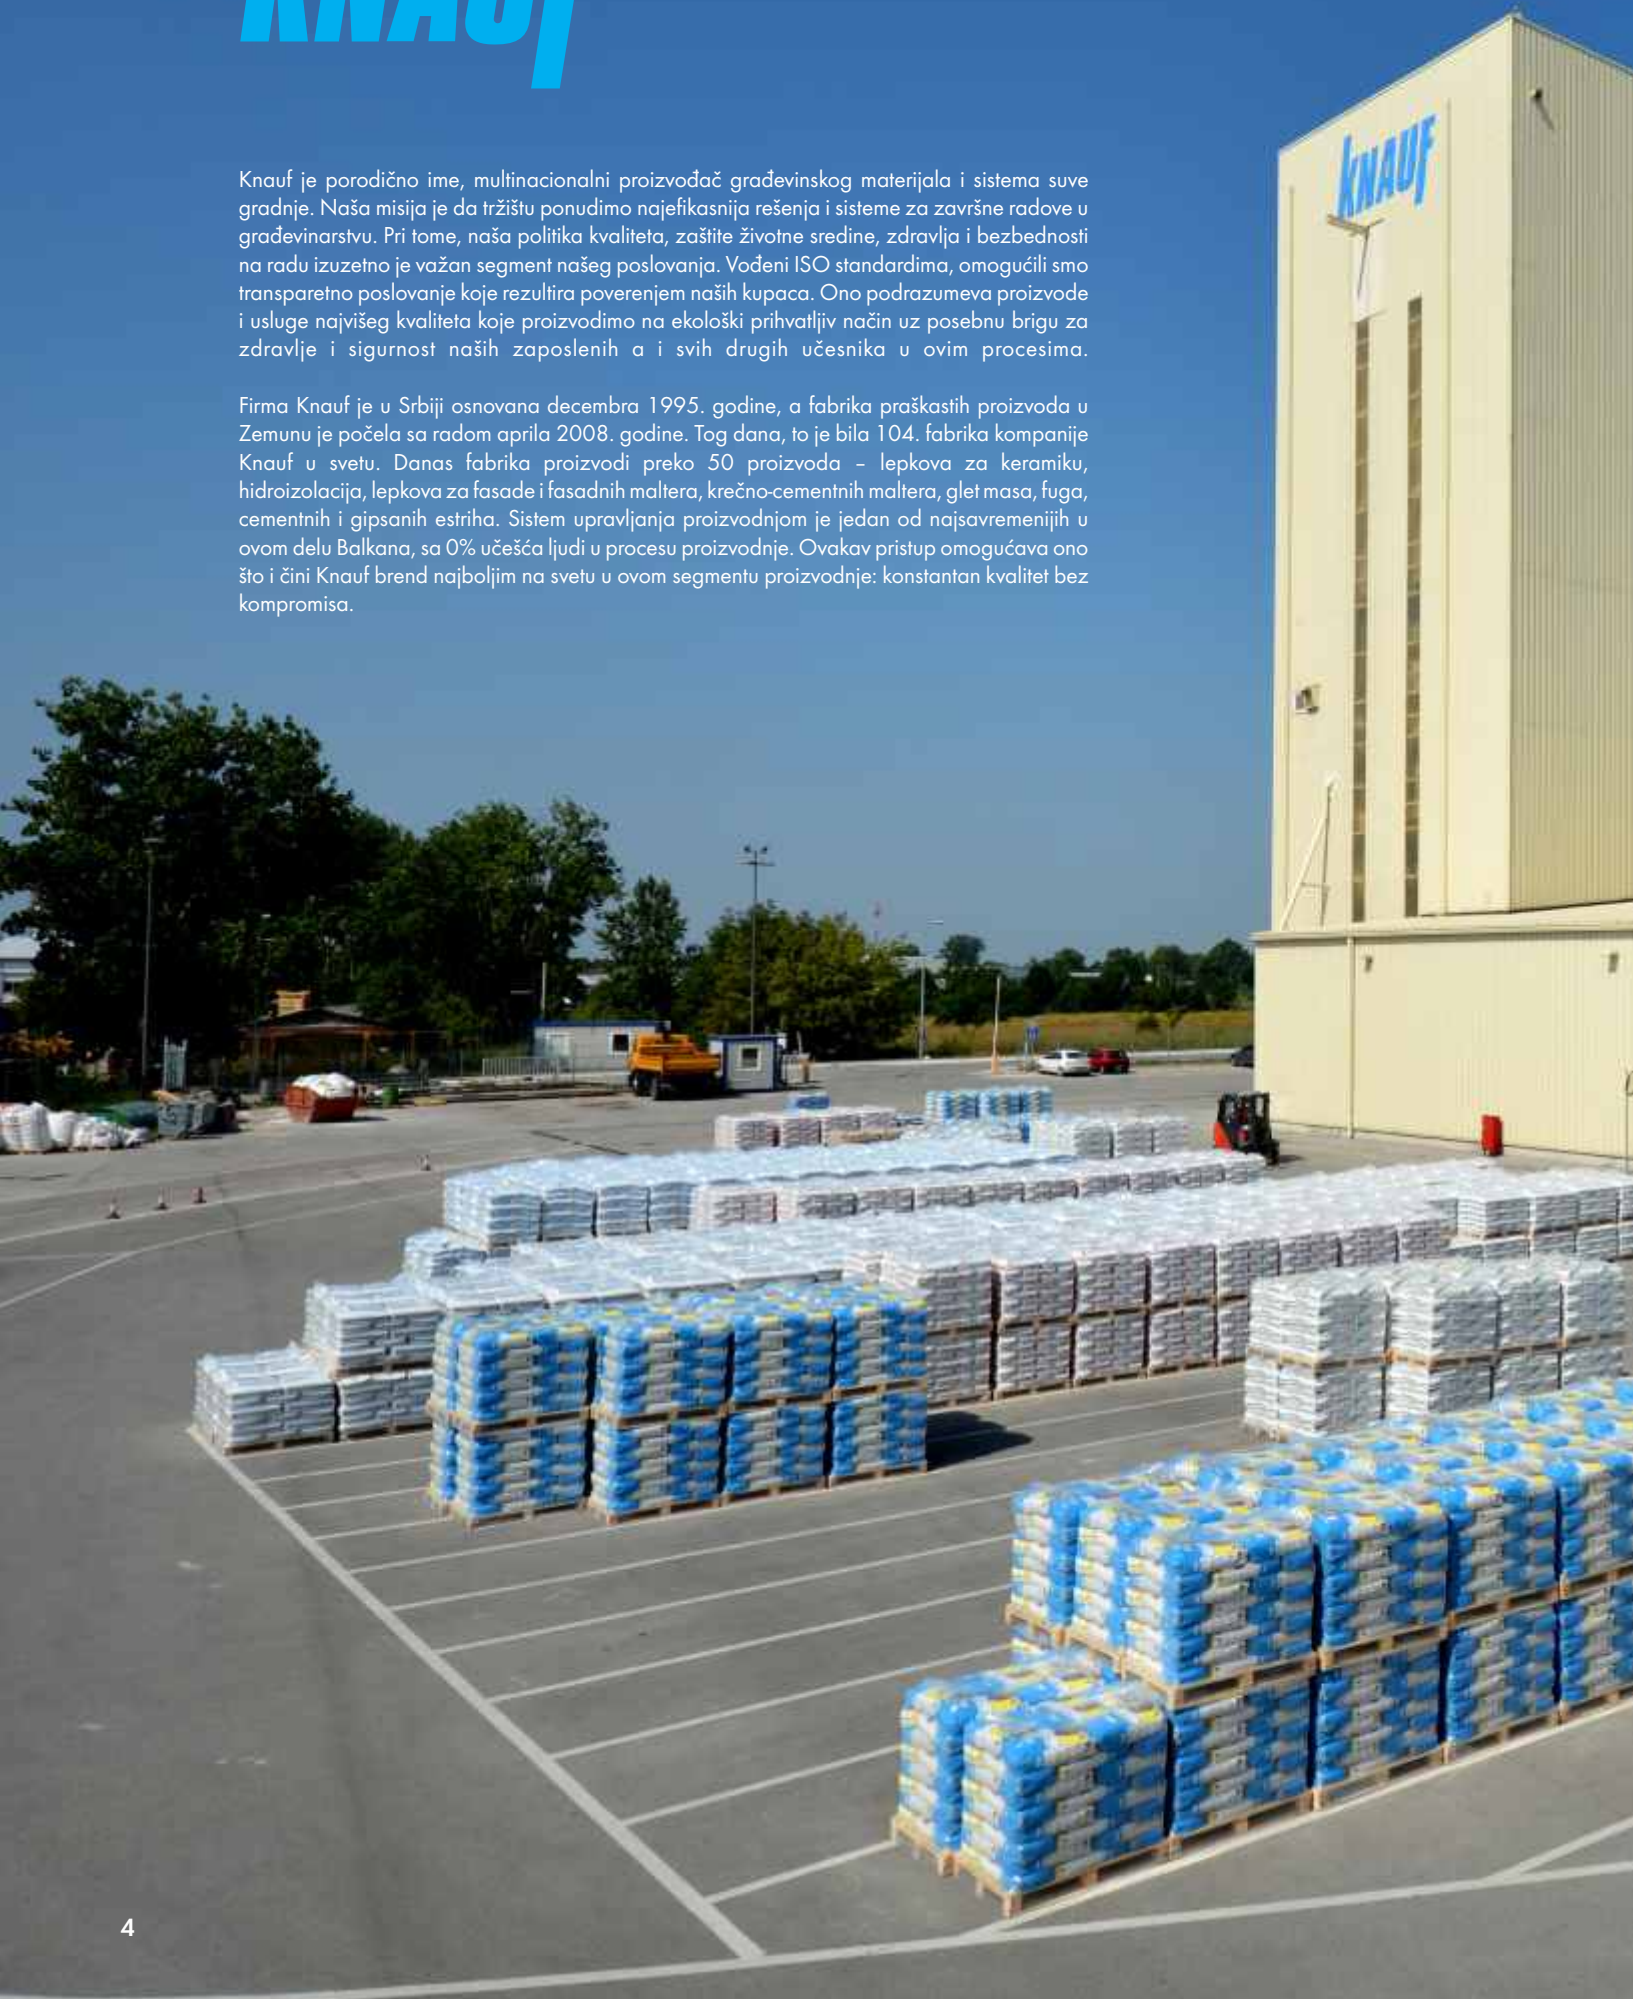 KNAUF
KNAUF
Knauf je porodično ime, multinacionalni proizvođač građevinskog materijala i sistema suve
gradnje. Naša misija je da tržištu ponudimo najefikasnija rešenja i sisteme za završne radove u
građevinarstvu. Pri tome, naša politika kvaliteta, zaštite životne sredine, zdravlja i bezbednosti
na radu izuzetno je važan segment našeg poslovanja. Vođeni ISO standardima, omogućili smo
transparetno poslovanje koje rezultira poverenjem naših kupaca. Ono podrazumeva proizvode
i usluge najvišeg kvaliteta koje proizvodimo na ekološki prihvatljiv način uz posebnu brigu za
zdravlje i sigurnost naših zaposlenih a i svih drugih učesnika u ovim procesima.
Firma Knauf je u Srbiji osnovana decembra 1995. godine, a fabrika praškastih proizvoda u
Zemunu je počela sa radom aprila 2008. godine. Tog dana, to je bila 104. fabrika kompanije
Knauf u svetu. Danas fabrika proizvodi preko 50 proizvoda – lepkova za keramiku,
hidroizolacija, lepkova za fasade i fasadnih maltera, krečno-cementnih maltera, glet masa, fuga,
cementnih i gipsanih estriha. Sistem upravljanja proizvodnjom je jedan od najsavremenijih u
ovom delu Balkana, sa 0% učešća ljudi u procesu proizvodnje. Ovakav pristup omogućava ono
što i čini Knauf brend najboljim na svetu u ovom segmentu proizvodnje: konstantan kvalitet bez
kompromisa.
4